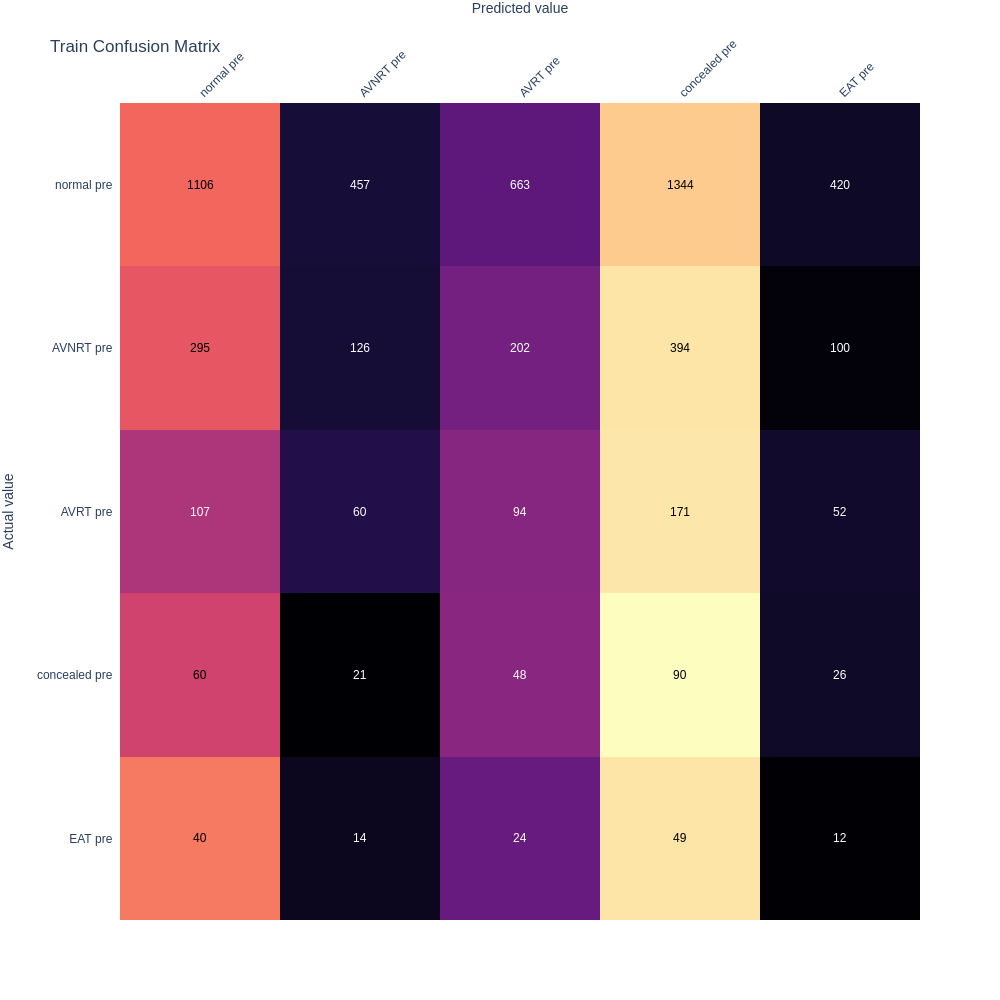 Predicted value
Train Confusion Matrix
normal pre AVNRT pre AVRT pre concealed pre EAT pre
normal pre 1106 457 663 1344 420
AVNRT pre 295 126 202 394 100
AVRT pre 107 60 94 171 52
concealed pre 60 21 48 90 26
EAT pre 40 14 24 49 12
Actual value